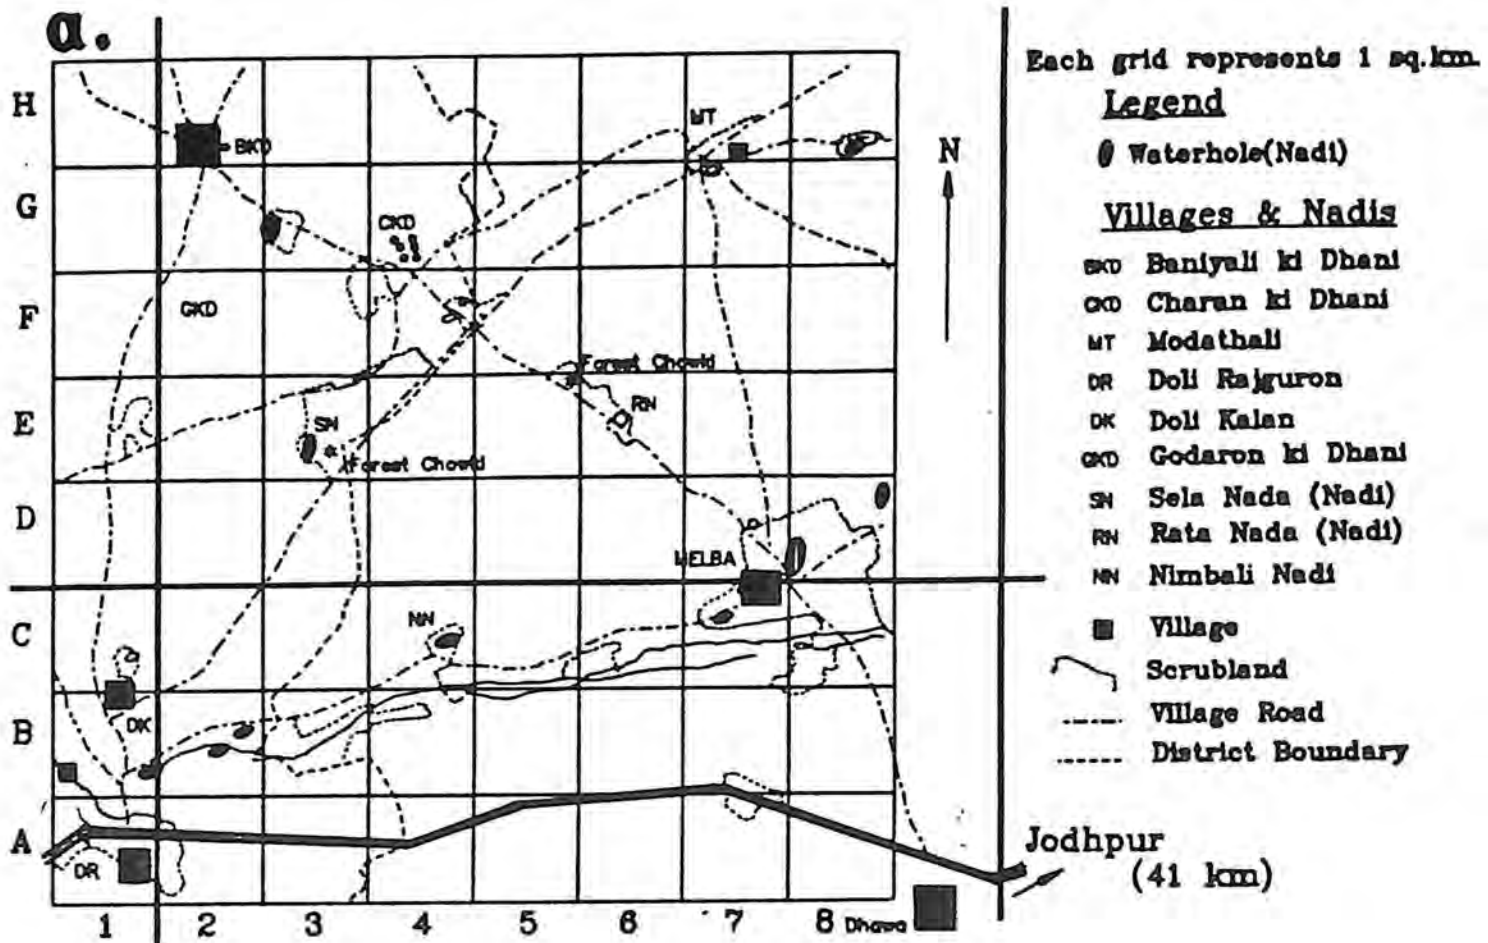 a.
Each grid represents 1 sq.km.
Legend
Waterhole(Nadi)
Villages & Nadis
BKD Baniyali ki Dhani
CKD Charan ki Dhani
MT Modathali
DR Doli Rajguron
DK Doli Kalan
GKD Godaron ki Dhani
SN Sela Nada (Nadi)
RN Rata Nada (Nadi)
NN Nimbali Nadi
Village
Scrubland
Village Road
District Boundary
N
H
G
F
E
D
C
B
A
1 2 3 4 5 6 7 8
MT
BKD
CKD
GKD
Forest Chowki
RN
SN
Forest Chowki
MELBA
NN
DK
DR
Dhawa
Jodhpur
(41 km)